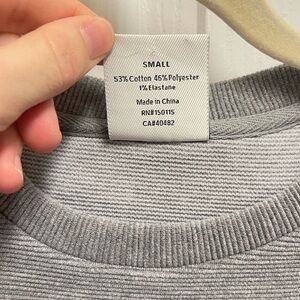 SMALL
53% Cotton 46% Polyester
1% Elastane
Made in China
RN#150115
CA#40482